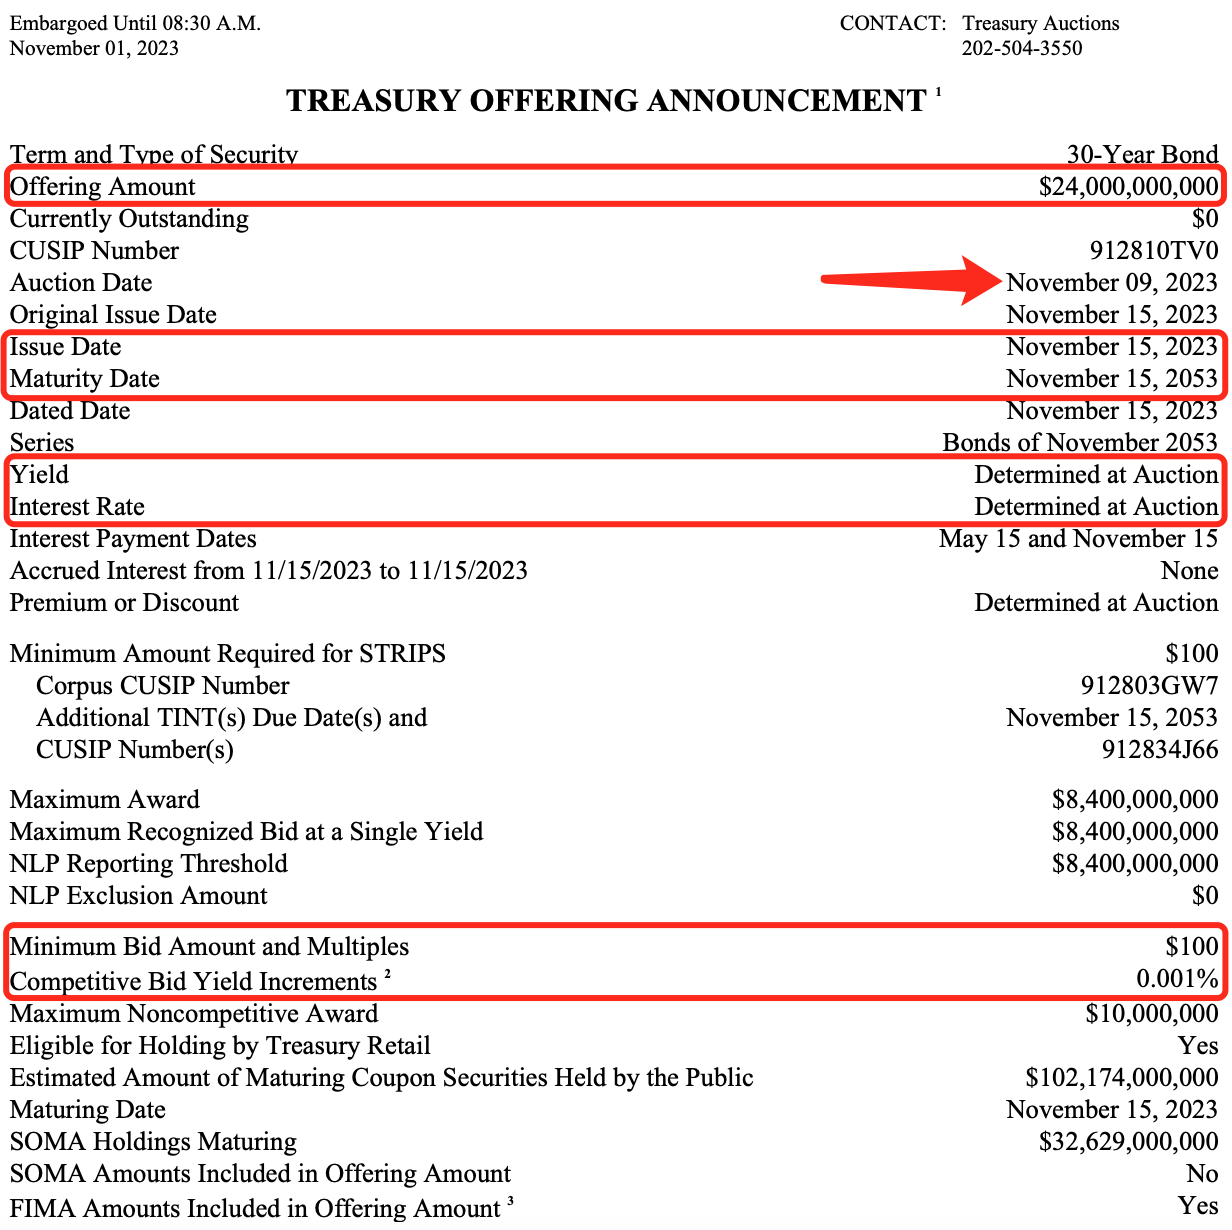 Embargoed Until 08:30 A.M. CONTACT: Treasury Auctions
November 01, 2023 202-504-3550
TREASURY OFFERING ANNOUNCEMENT 1
Term and Type of Security 30-Year Bond
Offering Amount $24,000,000,000
Currently Outstanding $0
CUSIP Number 912810TV0
Auction Date November 09, 2023
Original Issue Date November 15, 2023
Issue Date November 15, 2023
Maturity Date November 15, 2053
Dated Date November 15, 2023
Series Bonds of November 2053
Yield Determined at Auction
Interest Rate Determined at Auction
Interest Payment Dates May 15 and November 15
Accrued Interest from 11/15/2023 to 11/15/2023 None
Premium or Discount Determined at Auction
Minimum Amount Required for STRIPS $100
Corpus CUSIP Number 912803GW7
Additional TINT(s) Due Date(s) and November 15, 2053
CUSIP Number(s) 912834J66
Maximum Award $8,400,000,000
Maximum Recognized Bid at a Single Yield $8,400,000,000
NLP Reporting Threshold $8,400,000,000
NLP Exclusion Amount $0
Minimum Bid Amount and Multiples $100
Competitive Bid Yield Increments 2 0.001%
Maximum Noncompetitive Award $10,000,000
Eligible for Holding by Treasury Retail Yes
Estimated Amount of Maturing Coupon Securities Held by the Public $102,174,000,000
Maturing Date November 15, 2023
SOMA Holdings Maturing $32,629,000,000
SOMA Amounts Included in Offering Amount No
FIMA Amounts Included in Offering Amount 3 Yes